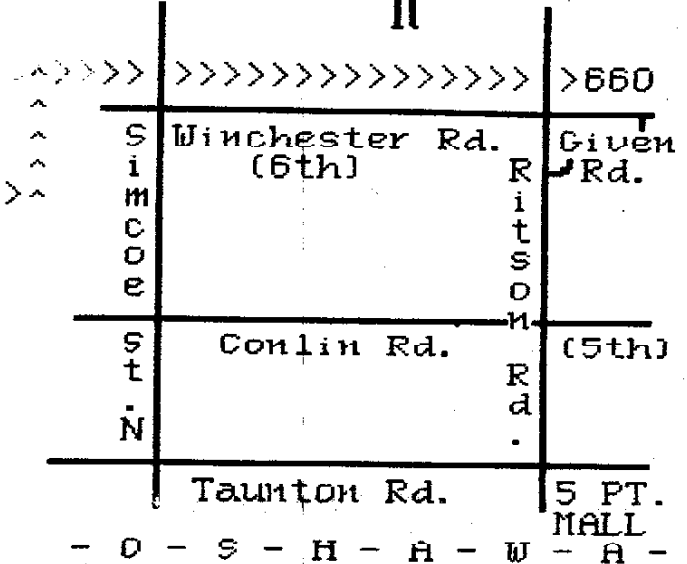 ^>>>> >>>>>>>>>>>>>>> >660
^
^
^
>^
Winchester Rd.
(6th)
Given
Rd.
Simcoe St.N
Ritson Rd.
Conlin Rd.
(5th)
Taunton Rd.
5 PT.
MALL
- O - S - H - A - W - A -